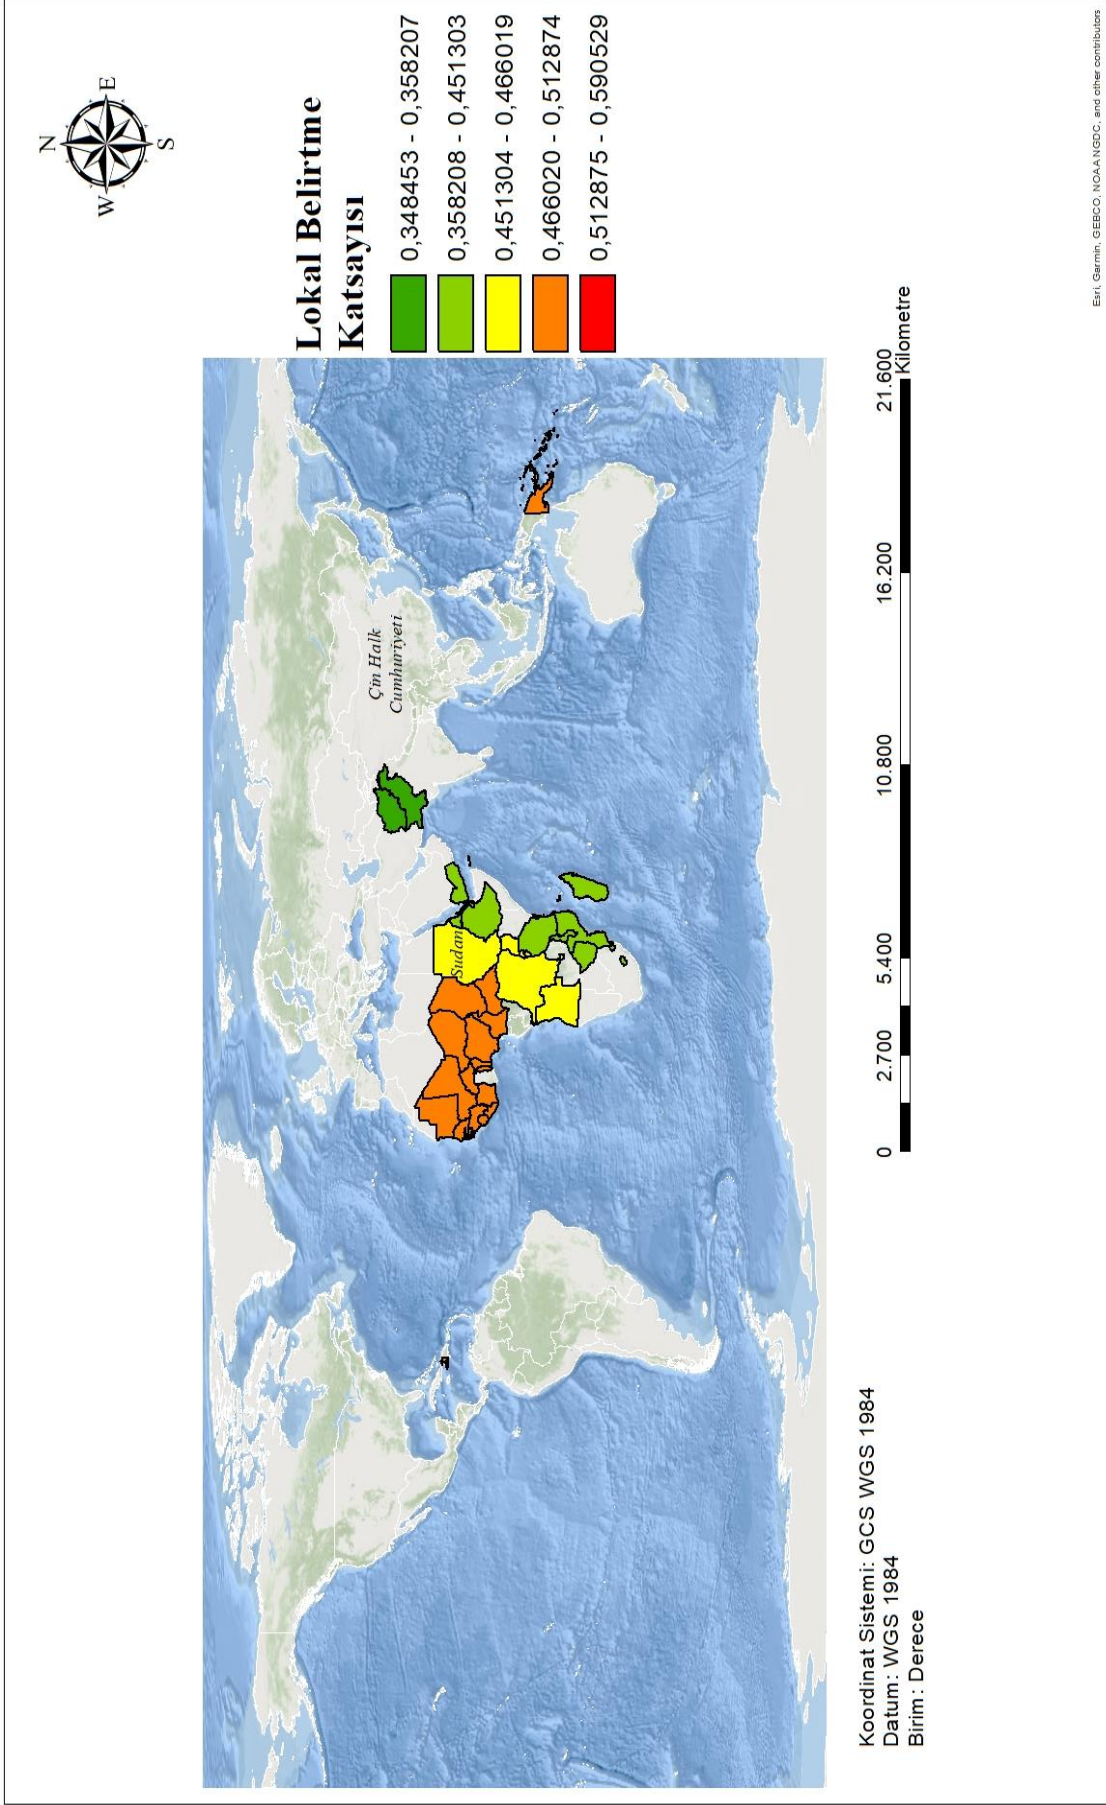 N
W
E
S
Lokal Belirtme
Katsayısı
0,348453 - 0,358207
0,358208 - 0,451303
0,451304 - 0,466019
0,466020 - 0,512874
0,512875 - 0,590529
Çin Halk
Cumhuriyeti
Sudan
0 2.700 5.400 10.800 16.200 21.600
Kilometre
Koordinat Sistemi: GCS WGS 1984
Datum: WGS 1984
Birim: Derece
Esri, Garmin, GEBCO, NOAA NGDC, and other contributors